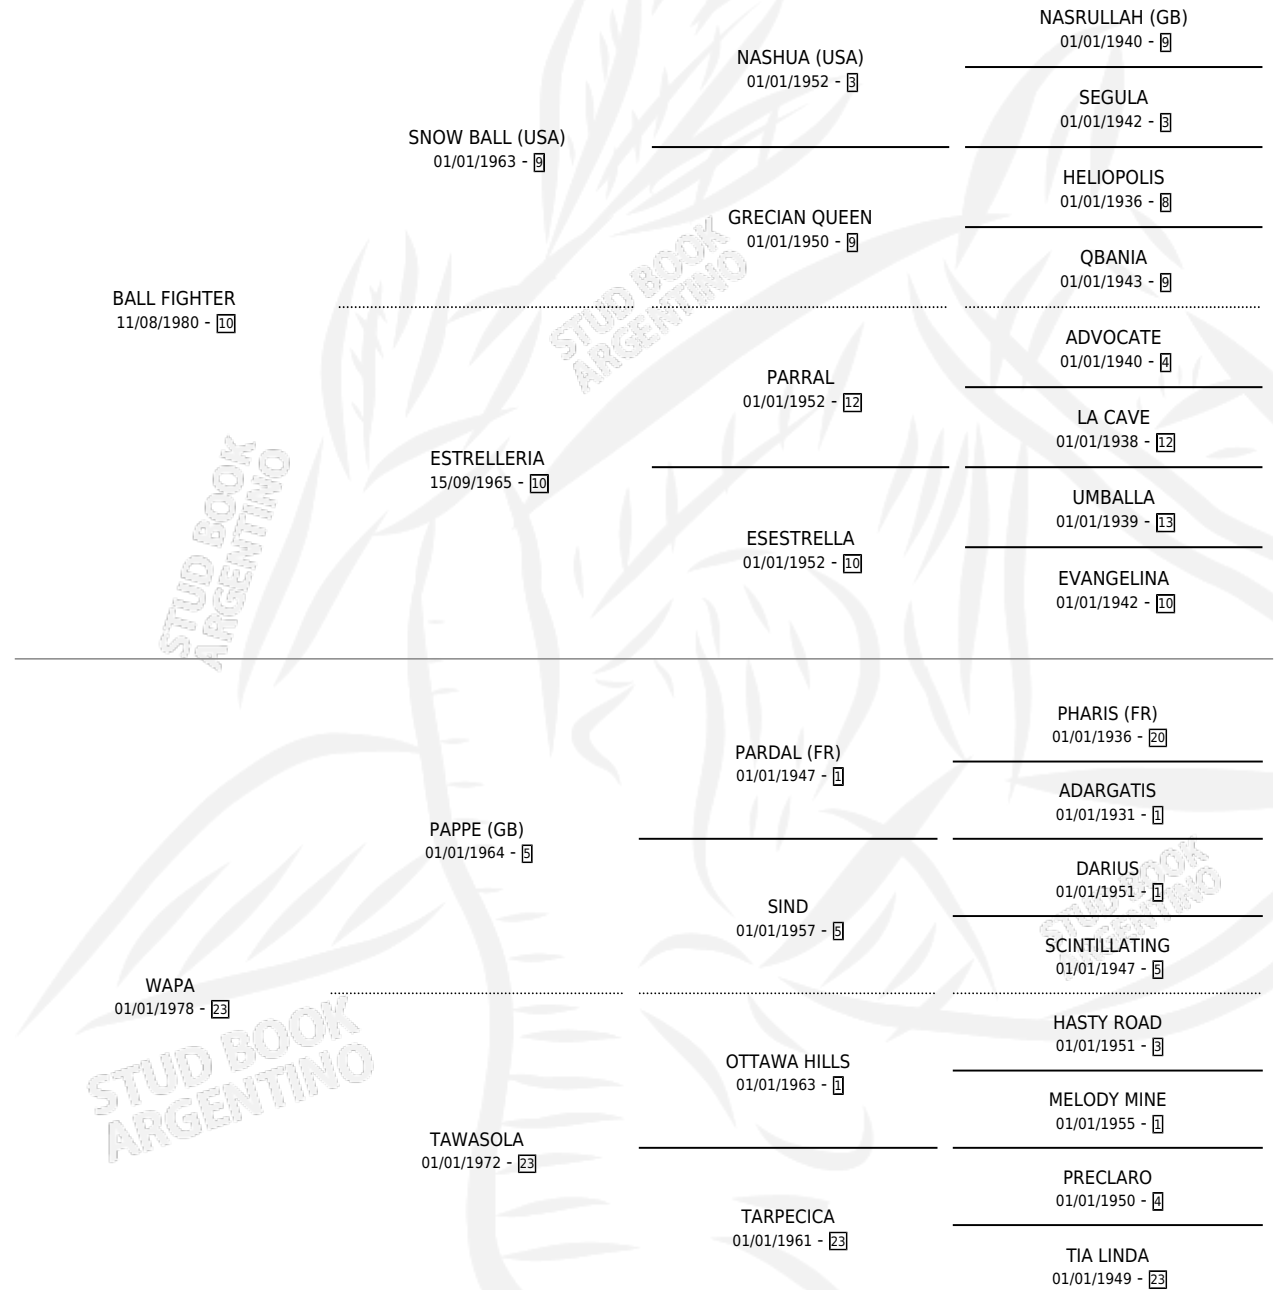 NASRULLAH (GB)
01/01/1940 - 9
NASHUA (USA)
01/01/1952 - 3
SEGULA
01/01/1942 - 3
SNOW BALL (USA)
01/01/1963 - 9
HELIOPOLIS
01/01/1936 - 8
GRECIAN QUEEN
01/01/1950 - 9
QBANIA
01/01/1943 - 9
BALL FIGHTER
11/08/1980 - 10
STUD BOOK
ARGENTINO
ADVOCATE
01/01/1940 - 4
PARRAL
01/01/1952 - 12
LA CAVE
01/01/1938 - 12
ESTRELLERIA
15/09/1965 - 10
UMBALLA
01/01/1939 - 13
ESESTRELLA
01/01/1952 - 10
EVANGELINA
01/01/1942 - 10
STUD BOOK
ARGENTINO
PHARIS (FR)
01/01/1936 - 20
PARDAL (FR)
01/01/1947 - 1
ADARGATIS
01/01/1931 - 1
PAPPE (GB)
01/01/1964 - 5
DARIUS
01/01/1951 - 1
SIND
01/01/1957 - 5
SCINTILLATING
01/01/1947 - 5
STUD BOOK
ARGENTINO
WAPA
01/01/1978 - 23
STUD BOOK
ARGENTINO
HASTY ROAD
01/01/1951 - 3
OTTAWA HILLS
01/01/1963 - 1
MELODY MINE
01/01/1955 - 1
TAWASOLA
01/01/1972 - 23
PRECLARO
01/01/1950 - 4
TARPECICA
01/01/1961 - 23
TIA LINDA
01/01/1949 - 23